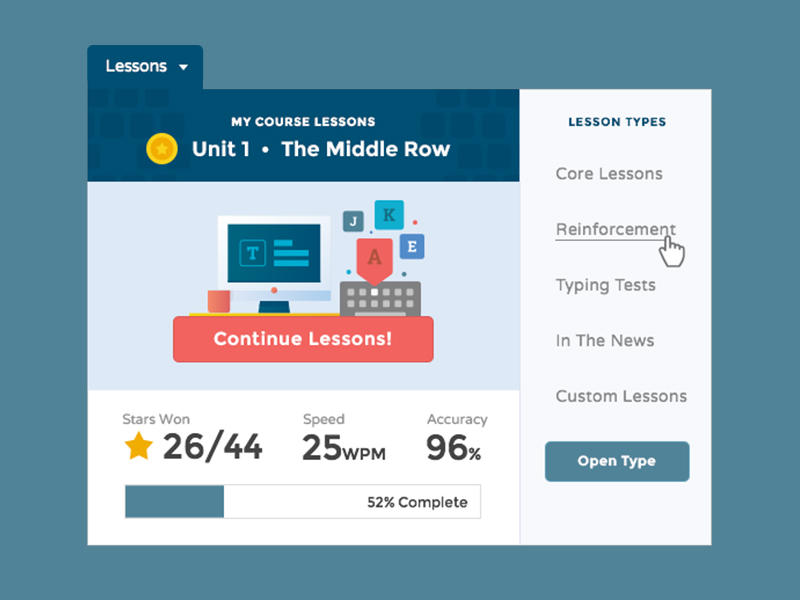 Lessons
MY COURSE LESSONS
Unit 1 • The Middle Row
T
J
K
A
E
Continue Lessons!
Stars Won
26/44
Speed
25WPM
Accuracy
96%
52% Complete
LESSON TYPES
Core Lessons
Reinforcement
Typing Tests
In The News
Custom Lessons
Open Type